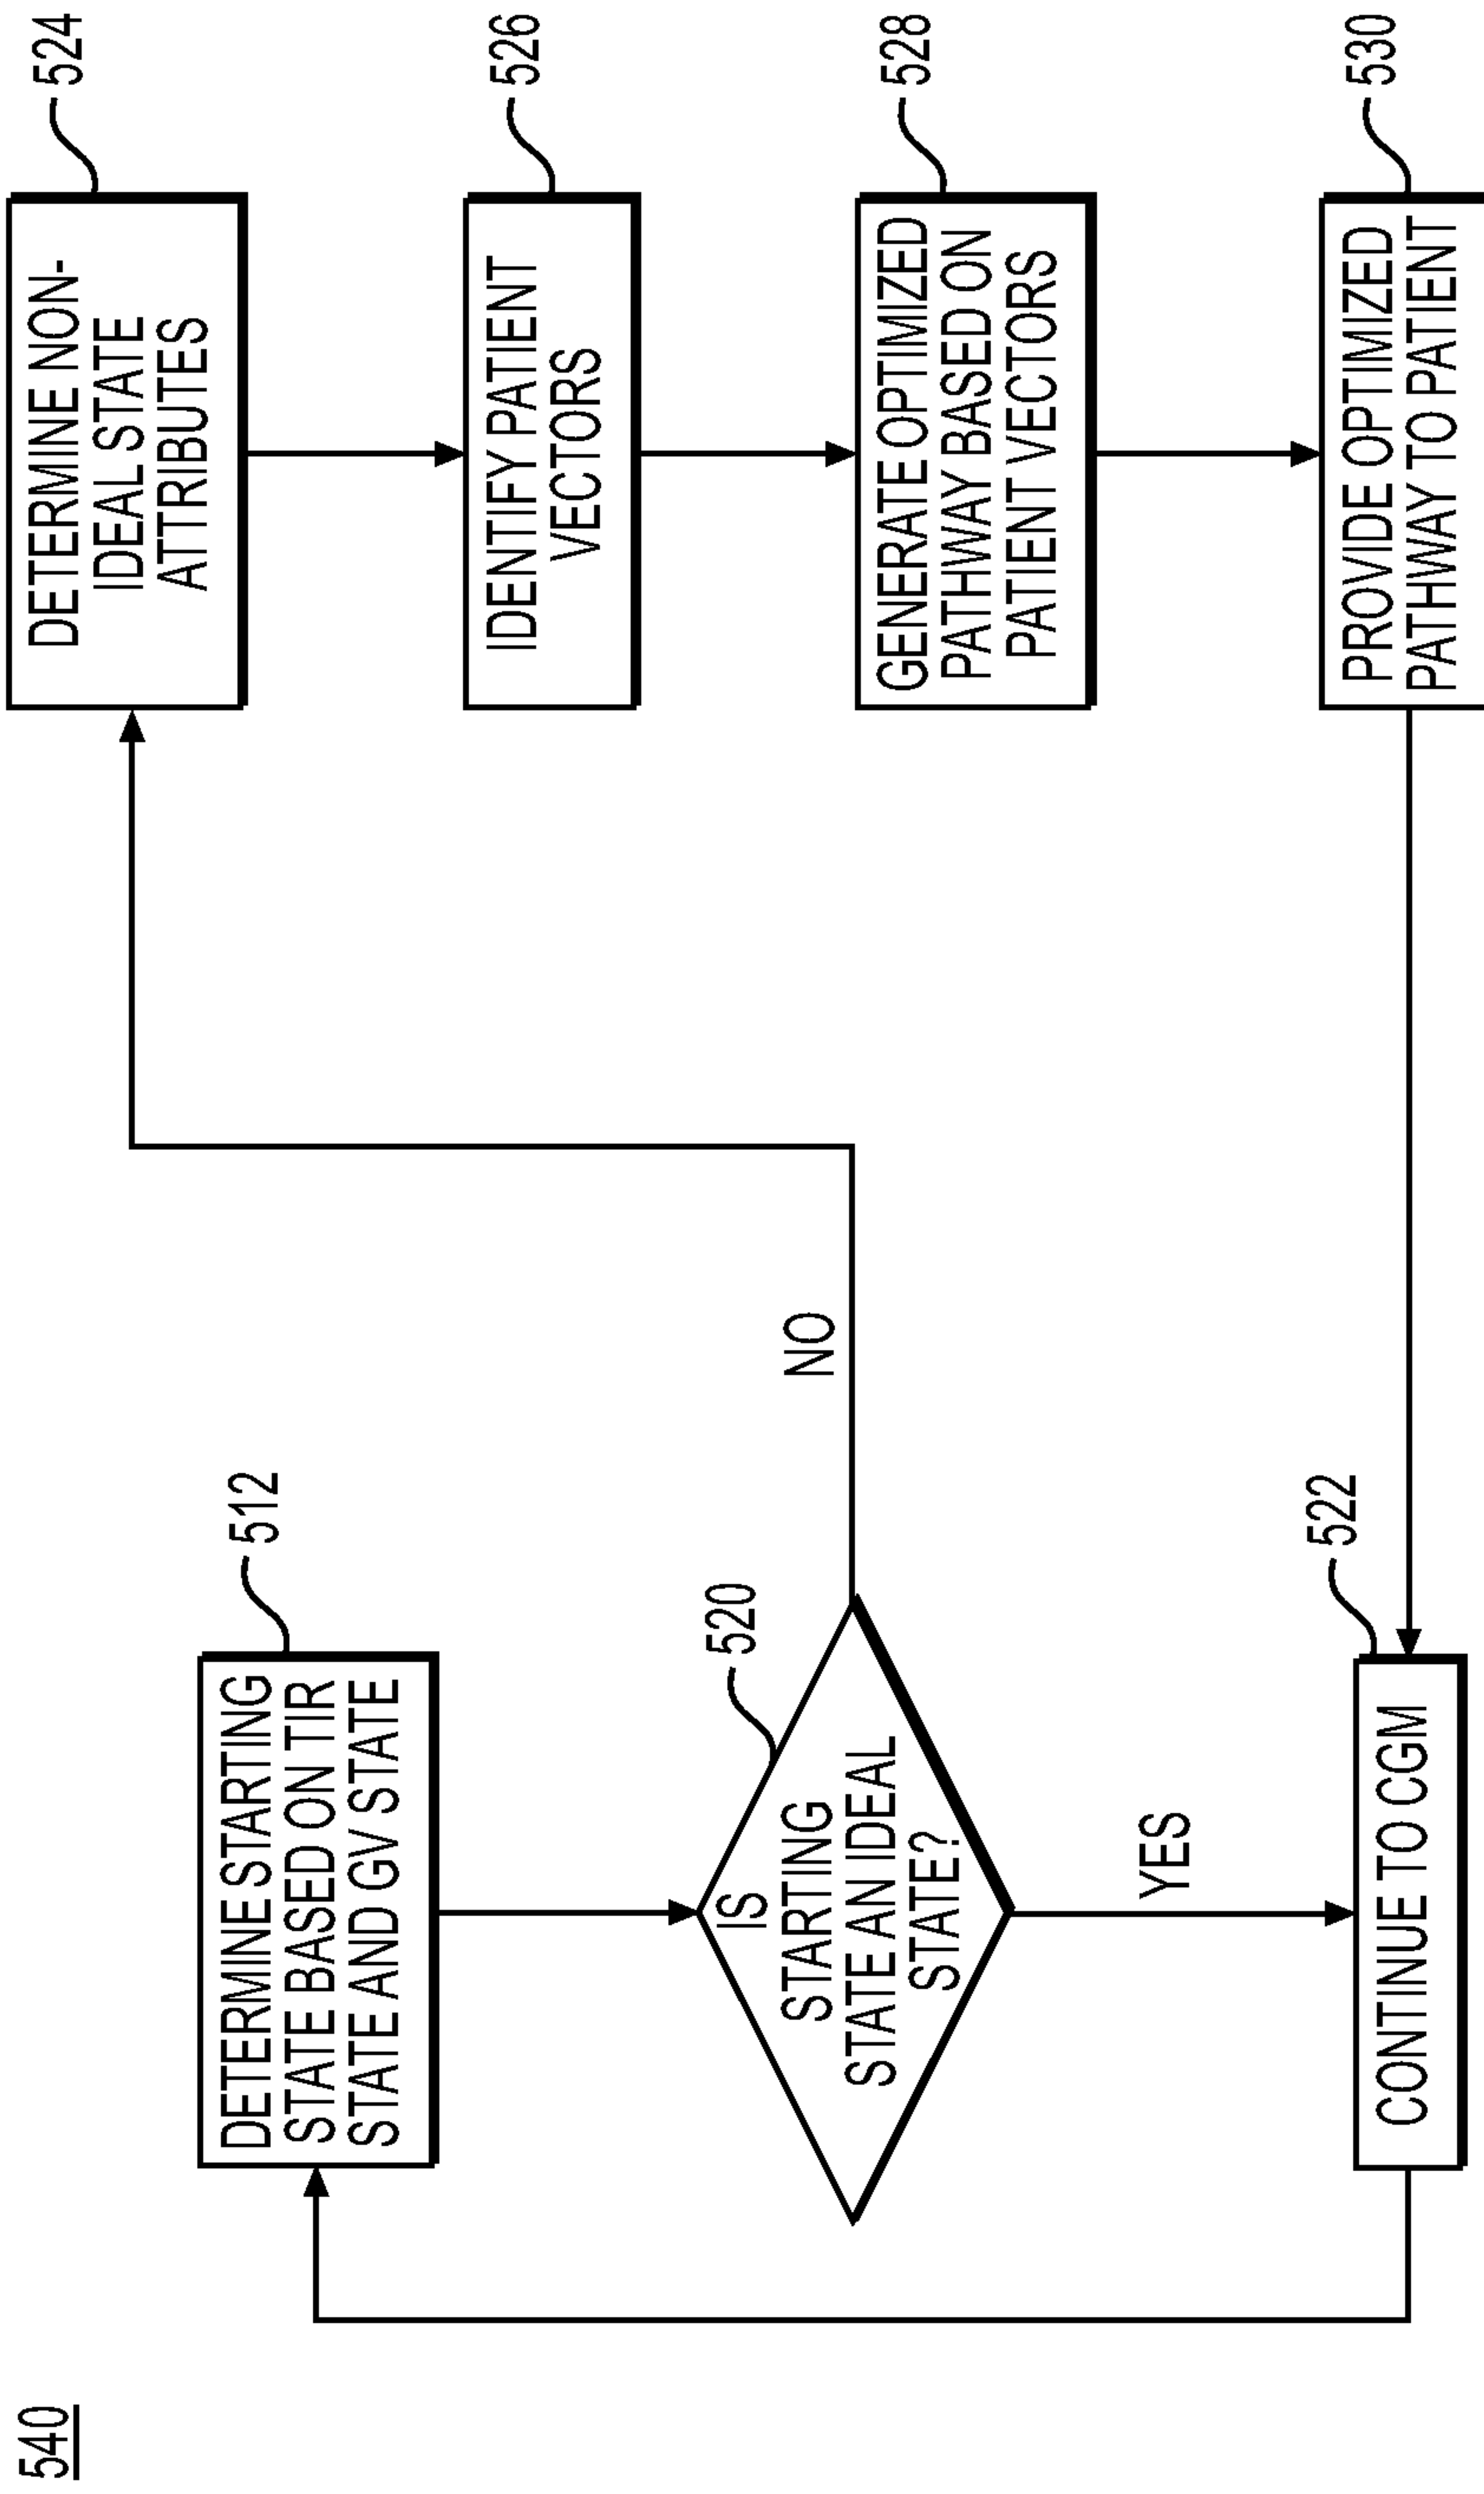 540
512
DETERMINE STARTING
STATE BASED ON TIR
STATE AND GV STATE
520
IS
STARTING
STATE AN IDEAL
STATE?
NO
YES
522
CONTINUE TO CGM
524
DETERMINE NON-
IDEAL STATE
ATTRIBUTES
526
IDENTIFY PATIENT
VECTORS
528
GENERATE OPTIMIZED
PATHWAY BASED ON
PATIENT VECTORS
530
PROVIDE OPTIMIZED
PATHWAY TO PATIENT